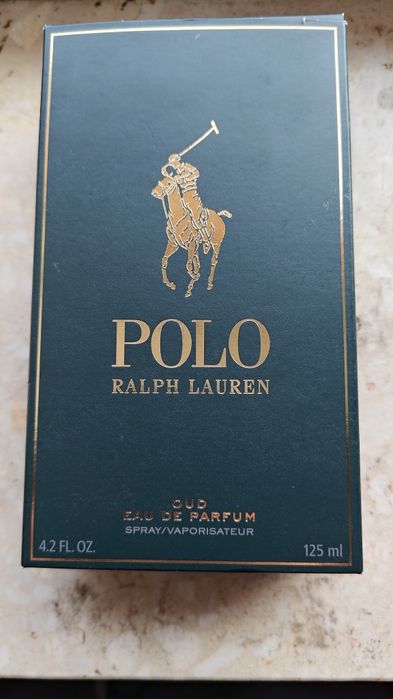 POLO
RALPH LAUREN
OUD
EAU DE PARFUM
SPRAY/VAPORISATEUR
4.2 FL. OZ. 125 ml